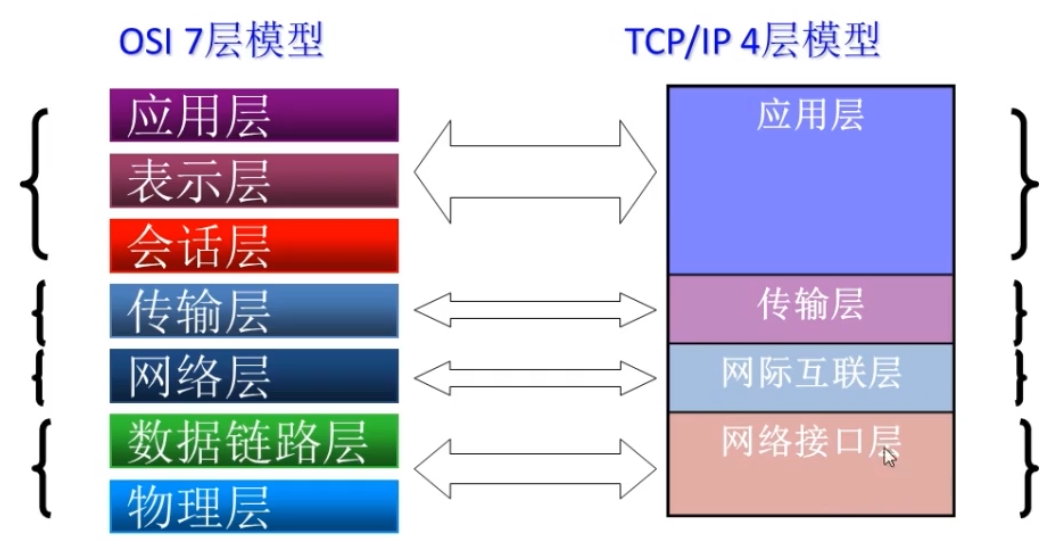 OSI 7层模型
TCP/IP 4层模型
应用层
表示层
会话层
传输层
网络层
数据链路层
物理层
应用层
传输层
网际互联层
网络接口层